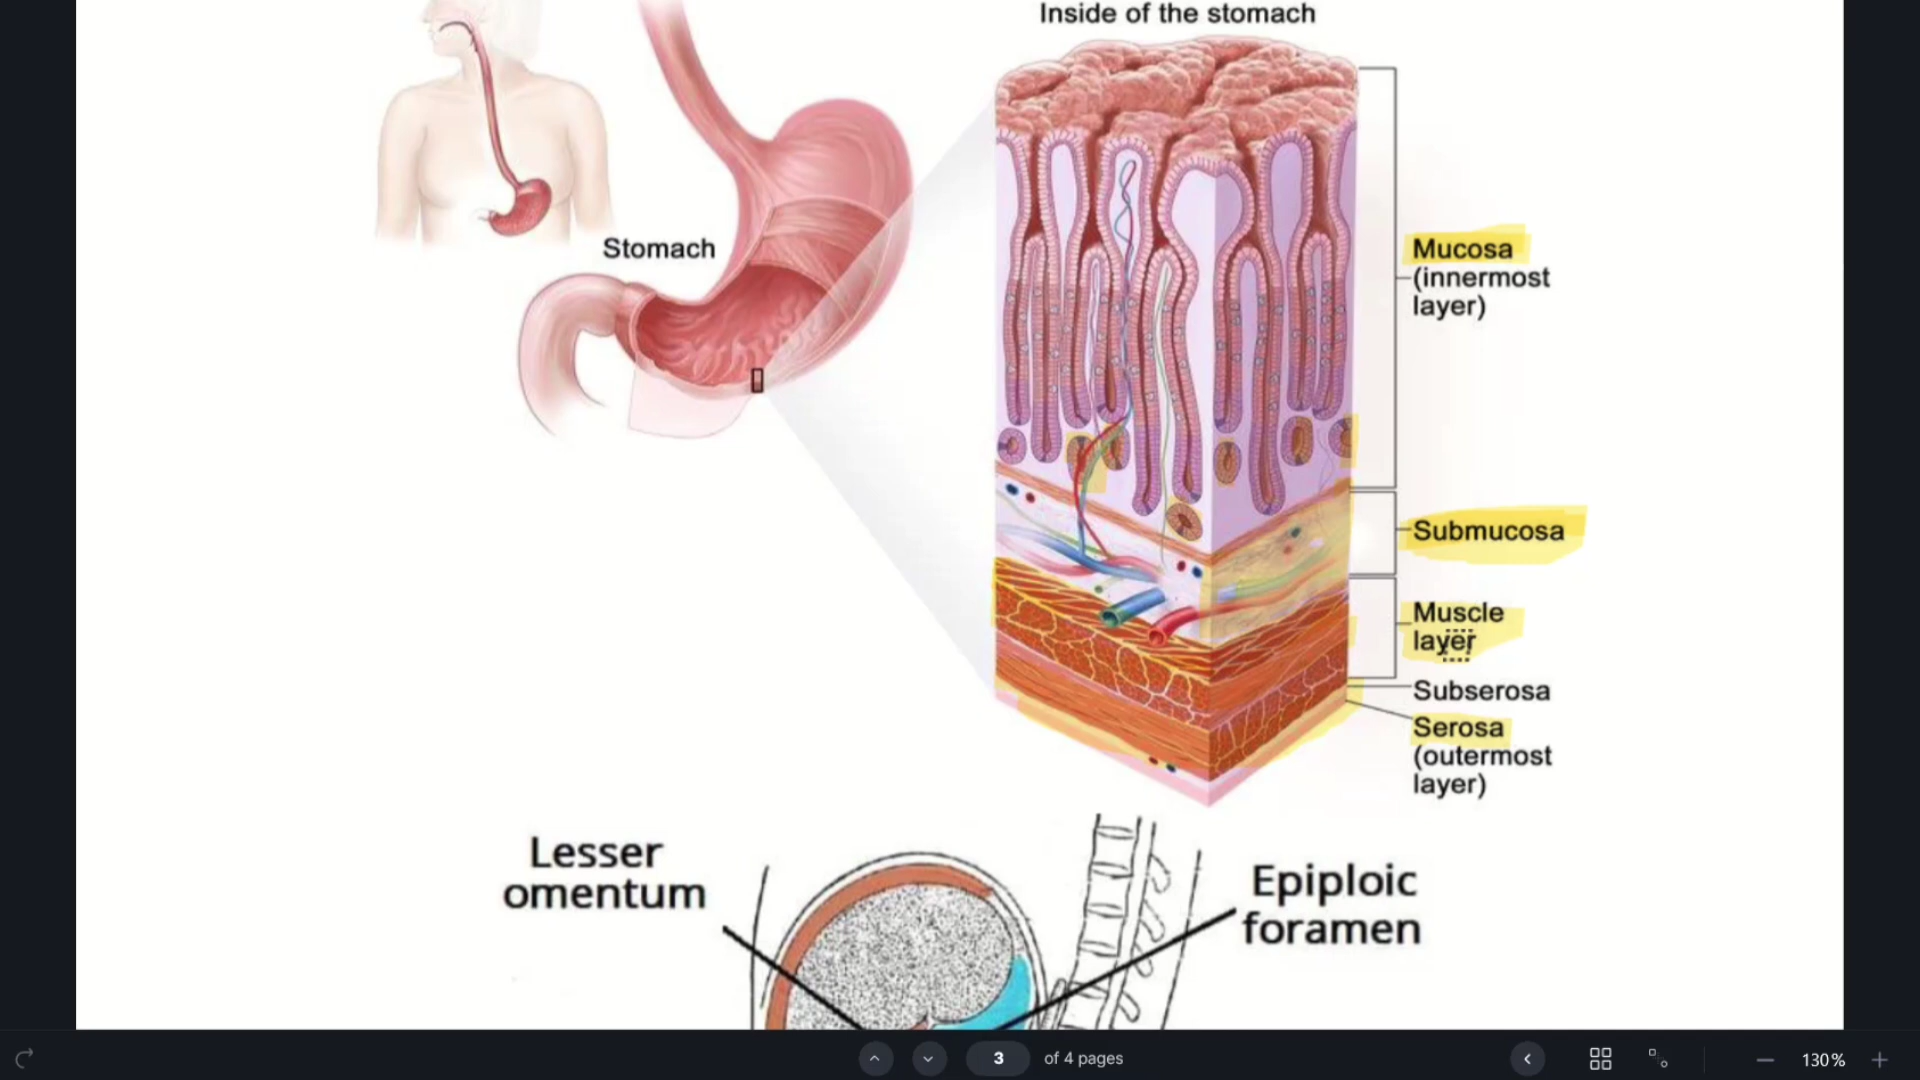 Inside of the stomach
Stomach
Mucosa
(innermost
layer)
Submucosa
Muscle
layer
Subserosa
Serosa
(outermost
layer)
Lesser
omentum
Epiploic
foramen
3 of 4 pages
130%